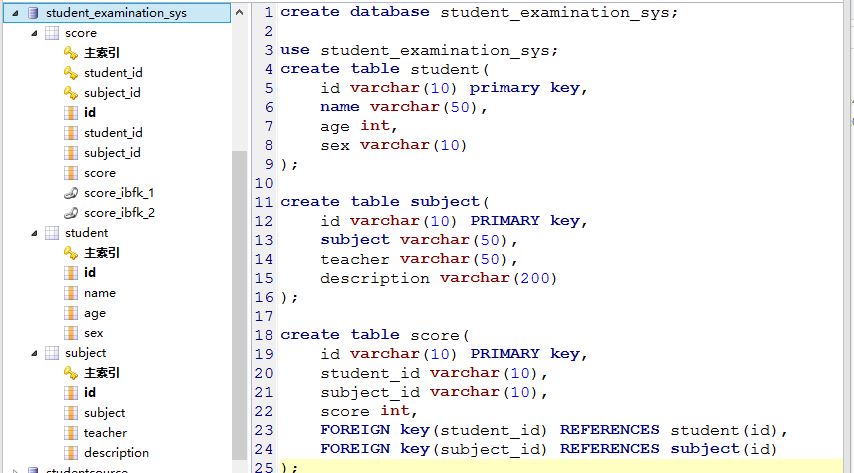 student_examination_sys
score
主索引
student_id
subject_id
id
student_id
subject_id
score
score_ibfk_1
score_ibfk_2
student
主索引
id
name
age
sex
subject
主索引
id
subject
teacher
description
studentsource
1 create database student_examination_sys;
2
3 use student_examination_sys;
4 create table student(
5 id varchar(10) primary key,
6 name varchar(50),
7 age int,
8 sex varchar(10)
9 );
10
11 create table subject(
12 id varchar(10) PRIMARY key,
13 subject varchar(50),
14 teacher varchar(50),
15 description varchar(200)
16 );
17
18 create table score(
19 id varchar(10) PRIMARY key,
20 student_id varchar(10),
21 subject_id varchar(10),
22 score int,
23 FOREIGN key(student_id) REFERENCES student(id),
24 FOREIGN key(subject_id) REFERENCES subject(id)
25 );